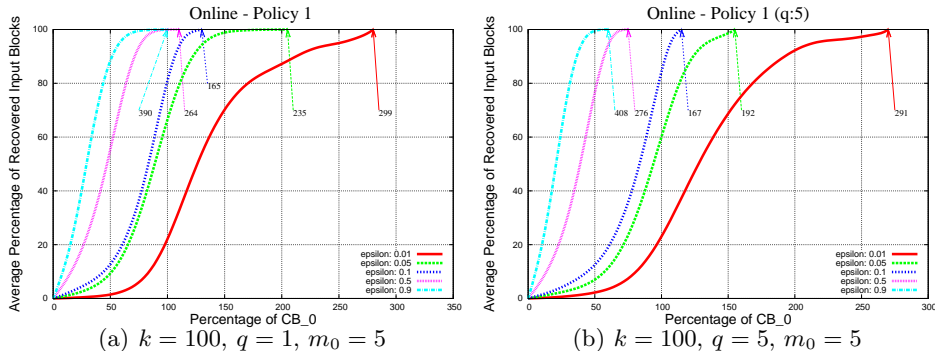 Online - Policy 1
Average Percentage of Recovered Input Blocks
100
80
60
40
20
0
390
264
165
235
299
epsilon: 0.01
epsilon: 0.05
epsilon: 0.1
epsilon: 0.5
epsilon: 0.9
0 50 100 150 200 250 300 350
Percentage of CB_0
(a) k = 100, q = 1, m₀ = 5
Online - Policy 1 (q:5)
Average Percentage of Recovered Input Blocks
100
80
60
40
20
0
408
276
167
192
291
epsilon: 0.01
epsilon: 0.05
epsilon: 0.1
epsilon: 0.5
epsilon: 0.9
0 50 100 150 200 250 300
Percentage of CB_0
(b) k = 100, q = 5, m₀ = 5